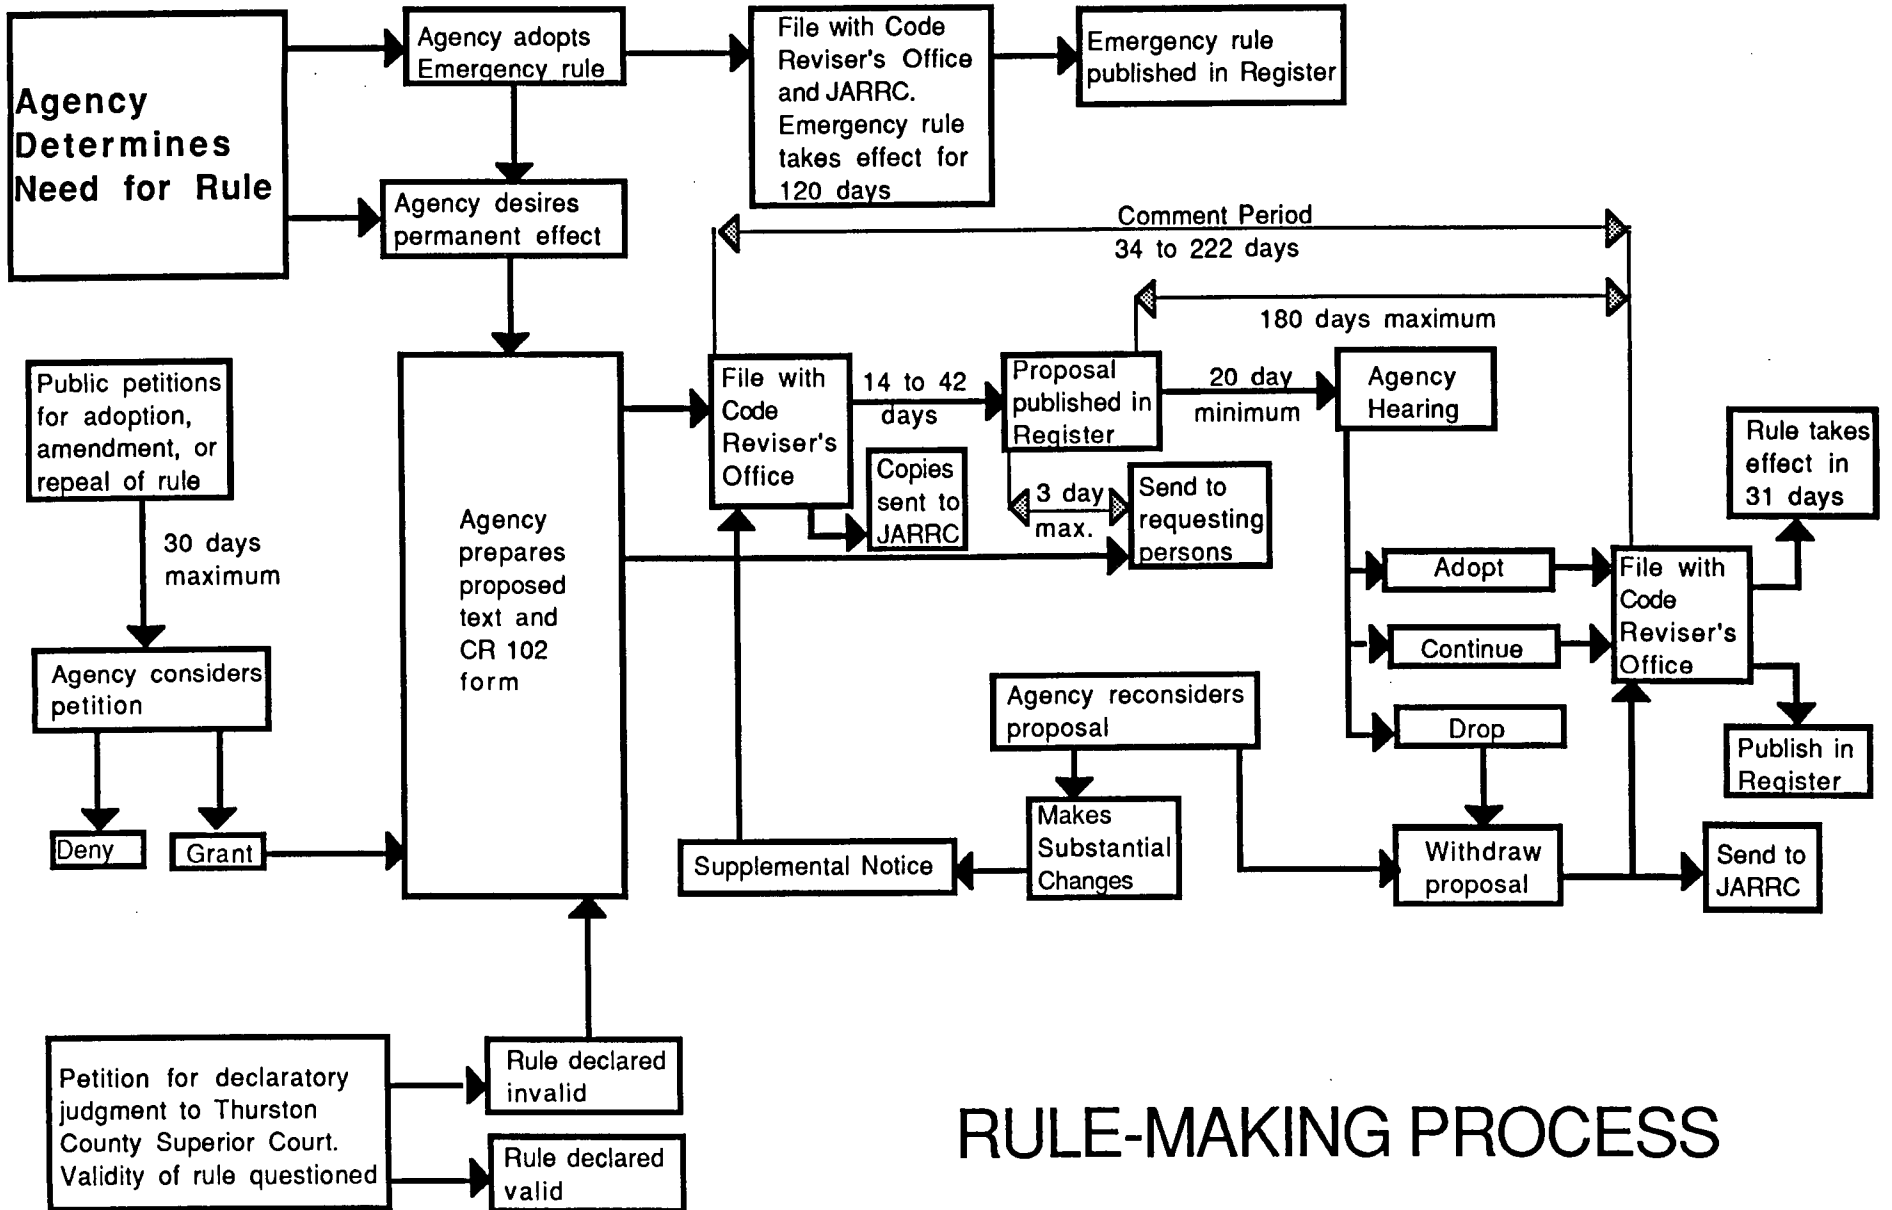 Agency
Determines
Need for Rule
Agency adopts
Emergency rule
File with Code
Reviser's Office
and JARRC.
Emergency rule
takes effect for
120 days
Emergency rule
published in Register
Agency desires
permanent effect
Comment Period
34 to 222 days
180 days maximum
Public petitions
for adoption,
amendment, or
repeal of rule
30 days
maximum
Agency considers
petition
Deny
Grant
Agency
prepares
proposed
text and
CR 102
form
File with
Code
Reviser's
Office
14 to 42
days
Copies
sent to
JARRC
Proposal
published in
Register
20 day
minimum
Agency
Hearing
3 day
max.
Send to
requesting
persons
Adopt
Continue
Drop
File with
Code
Reviser's
Office
Rule takes
effect in
31 days
Publish in
Register
Agency reconsiders
proposal
Makes
Substantial
Changes
Supplemental Notice
Withdraw
proposal
Send to
JARRC
Petition for declaratory
judgment to Thurston
County Superior Court.
Validity of rule questioned
Rule declared
invalid
Rule declared
valid
RULE-MAKING PROCESS